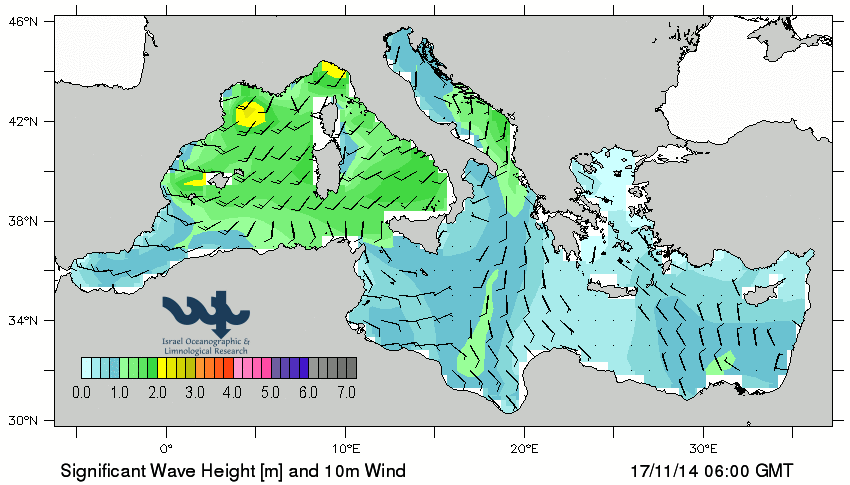 46°N
42°N
38°N
34°N
30°N
Israel Oceanographic &
Limnological Research
0.0 1.0 2.0 3.0 4.0 5.0 6.0 7.0
0° 10°E 20°E 30°E
Significant Wave Height [m] and 10m Wind 17/11/14 06:00 GMT